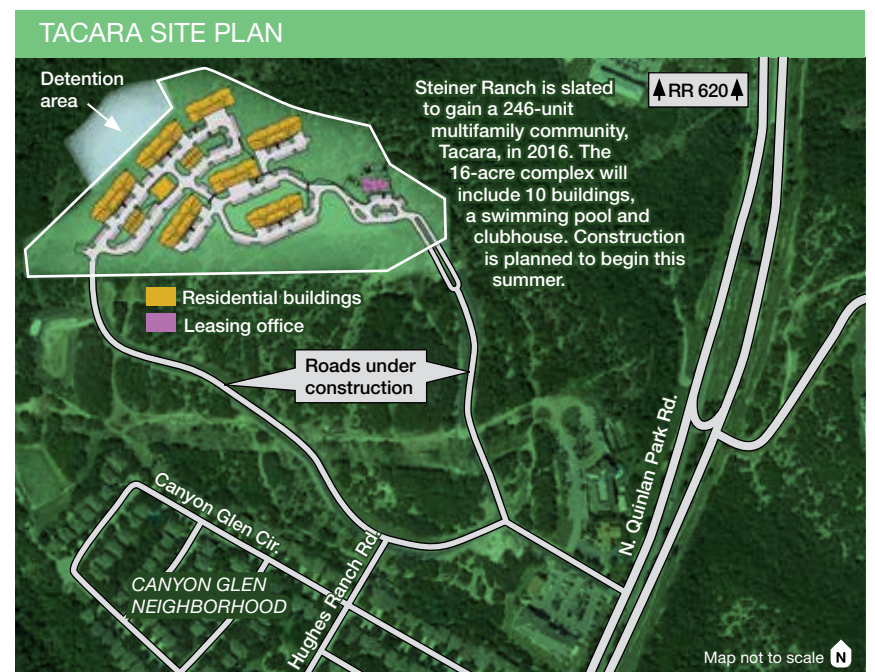 TACARA SITE PLAN
Detention
area
Steiner Ranch is slated
to gain a 246-unit
multifamily community,
Tacara, in 2016. The
16-acre complex will
include 10 buildings,
a swimming pool and
clubhouse. Construction
is planned to begin this
summer.
RR 620
Residential buildings
Leasing office
Roads under
construction
N. Quinlan Park Rd.
Canyon Glen Cir.
CANYON GLEN
NEIGHBORHOOD
Hughes Ranch Rd.
Map not to scale N